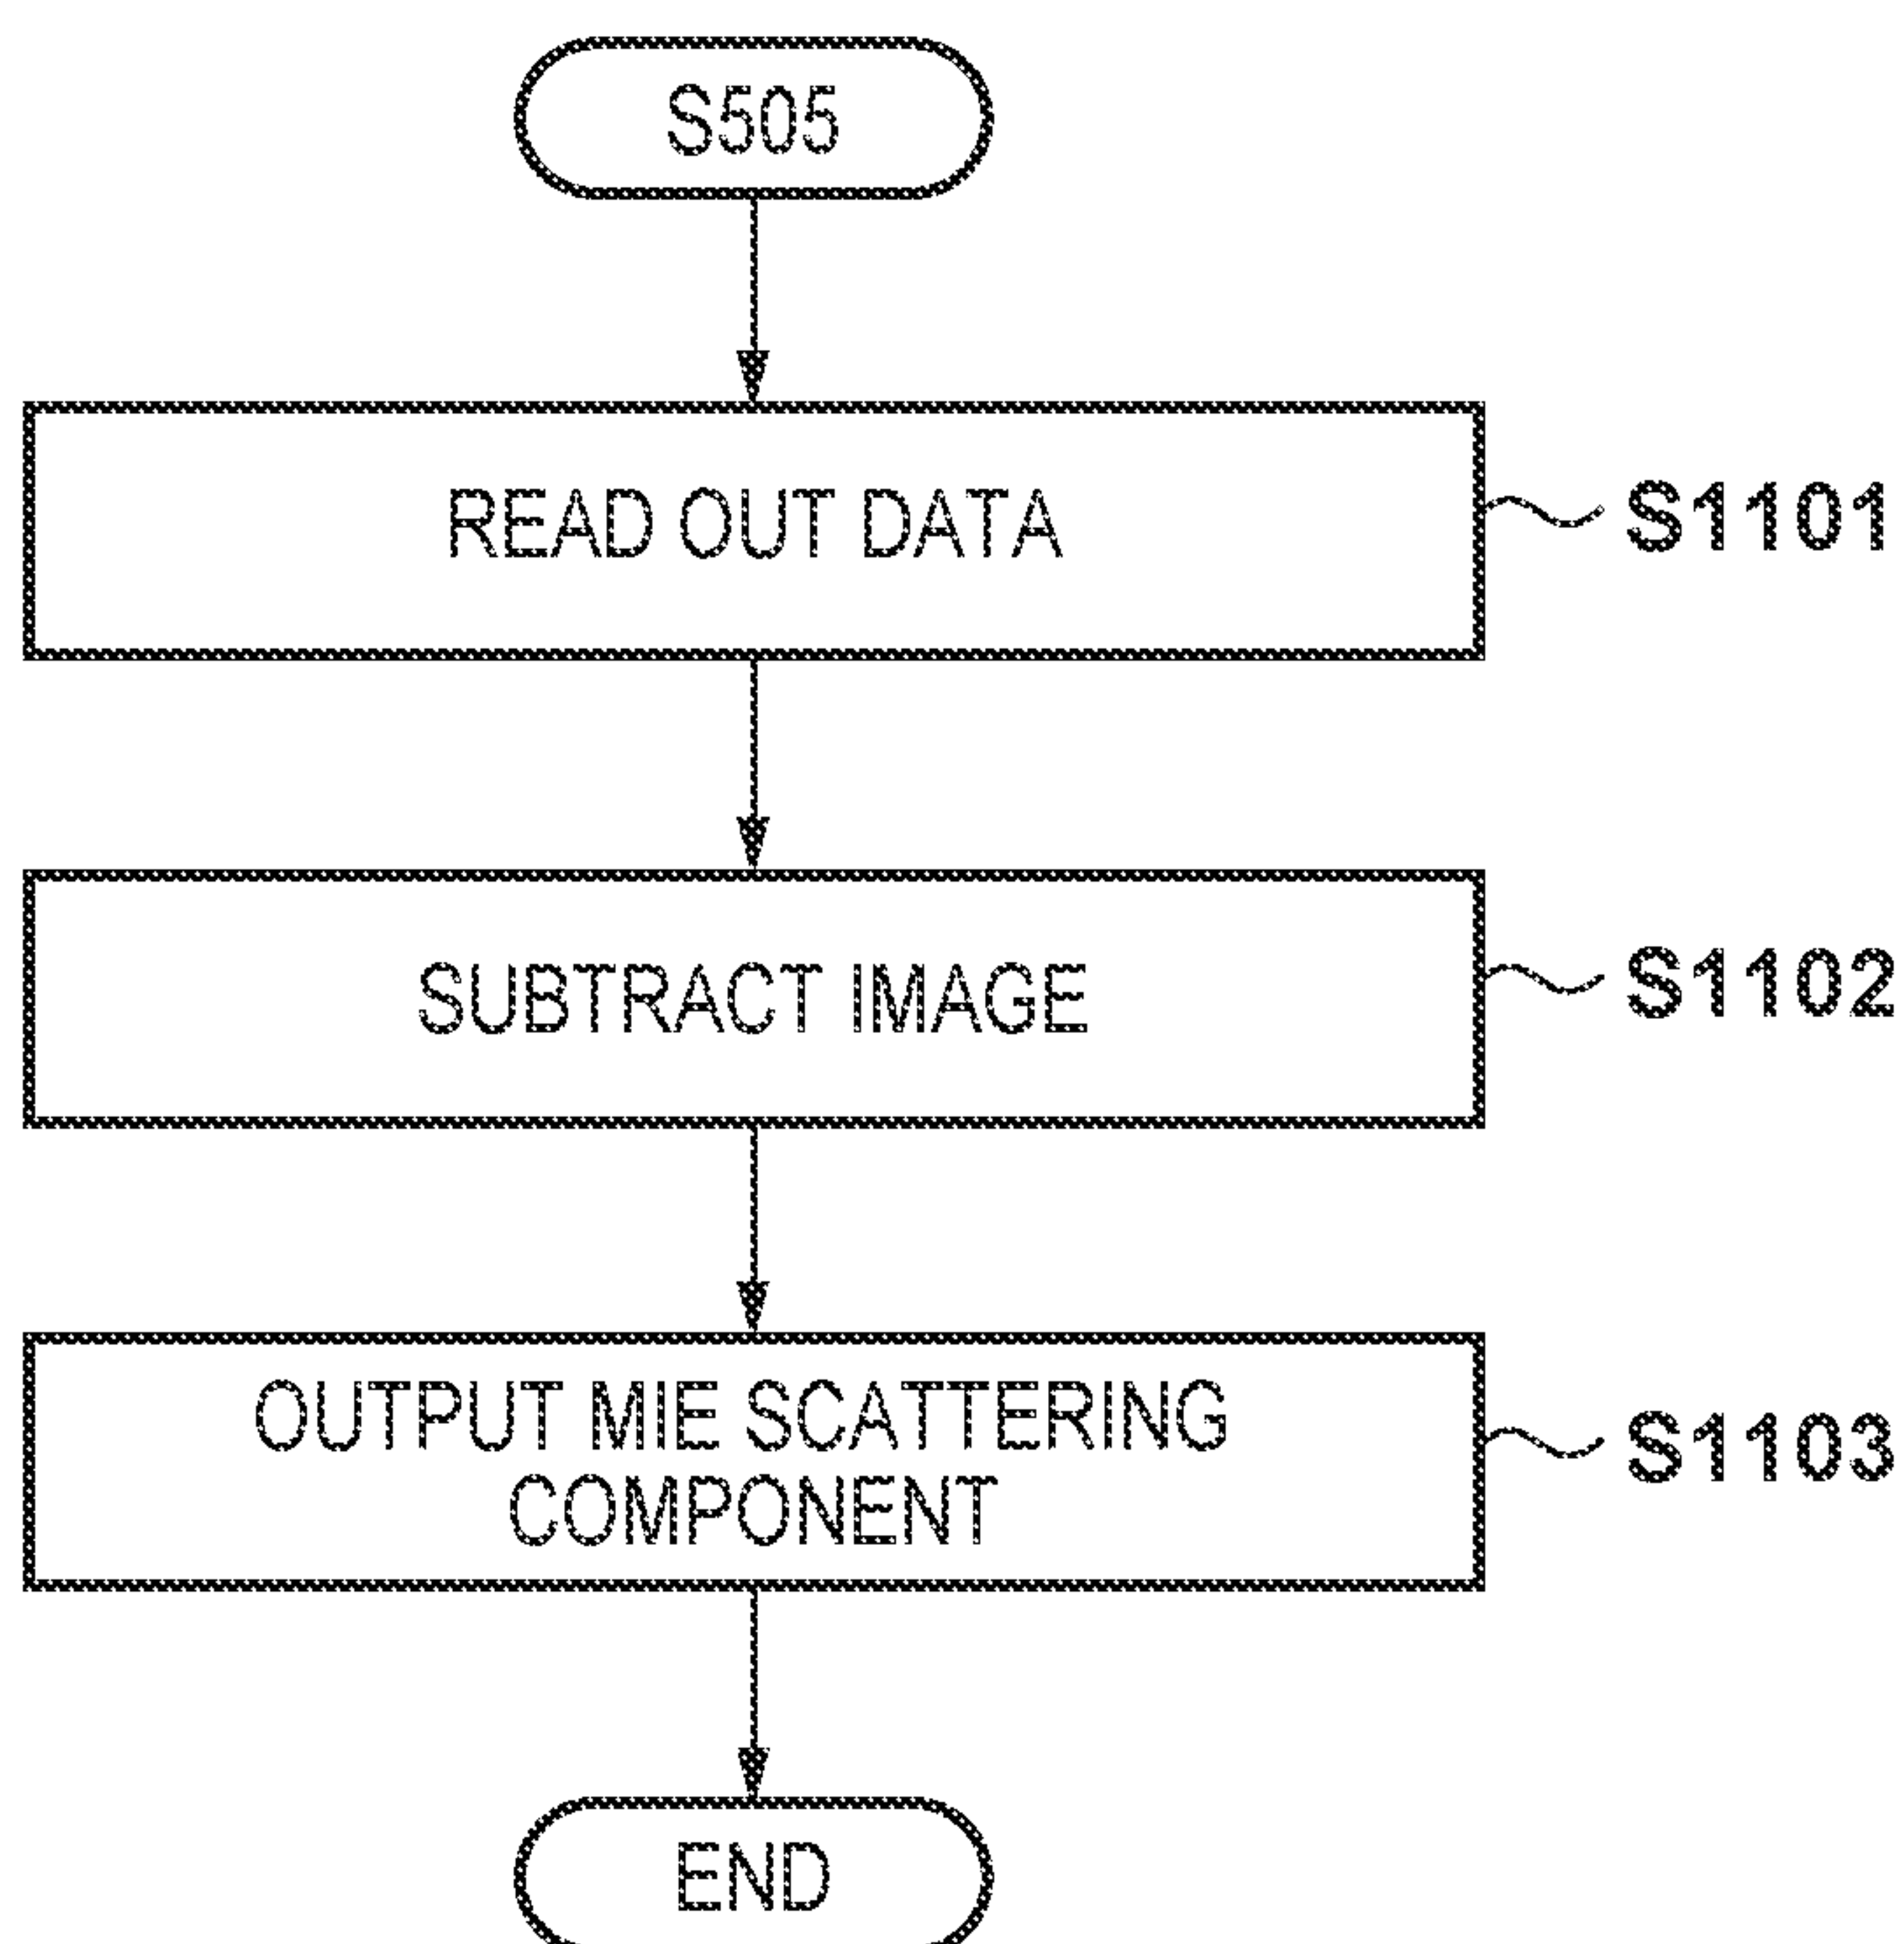 S505
READ OUT DATA
S1101
SUBTRACT IMAGE
S1102
OUTPUT MIE SCATTERING
COMPONENT
S1103
END